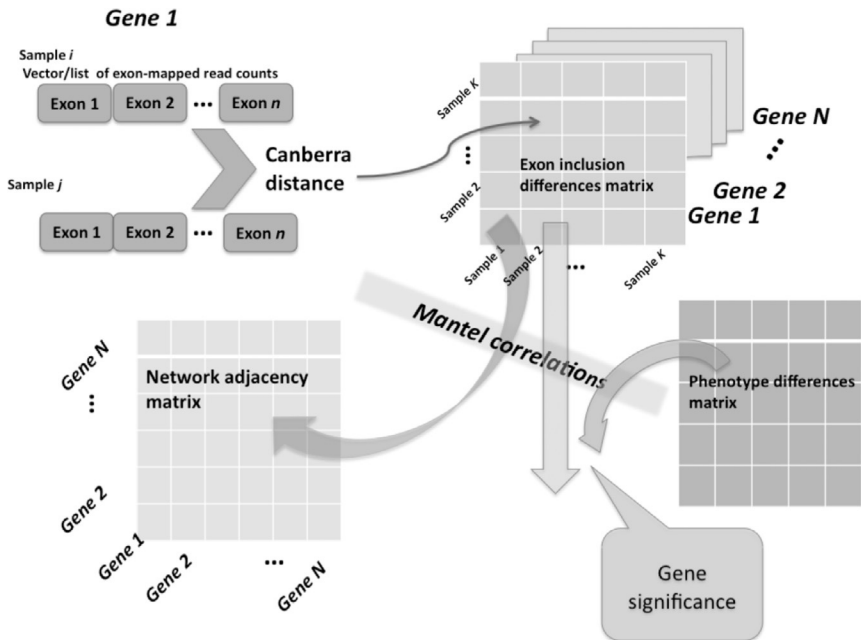 Gene 1
Sample i
Vector/list of exon-mapped read counts
Exon 1 Exon 2 ... Exon n
Canberra
distance
Sample j
Exon 1 Exon 2 ... Exon n
Sample K
...
Sample 2
Exon inclusion
differences matrix
Gene N
...
Gene 2
Gene 1
Sample 1
Sample 2
...
Sample K
Mantel correlations
Gene N
...
Gene 2
Gene 1
Network adjacency
matrix
Gene 2
...
Gene N
Phenotype differences
matrix
Gene
significance